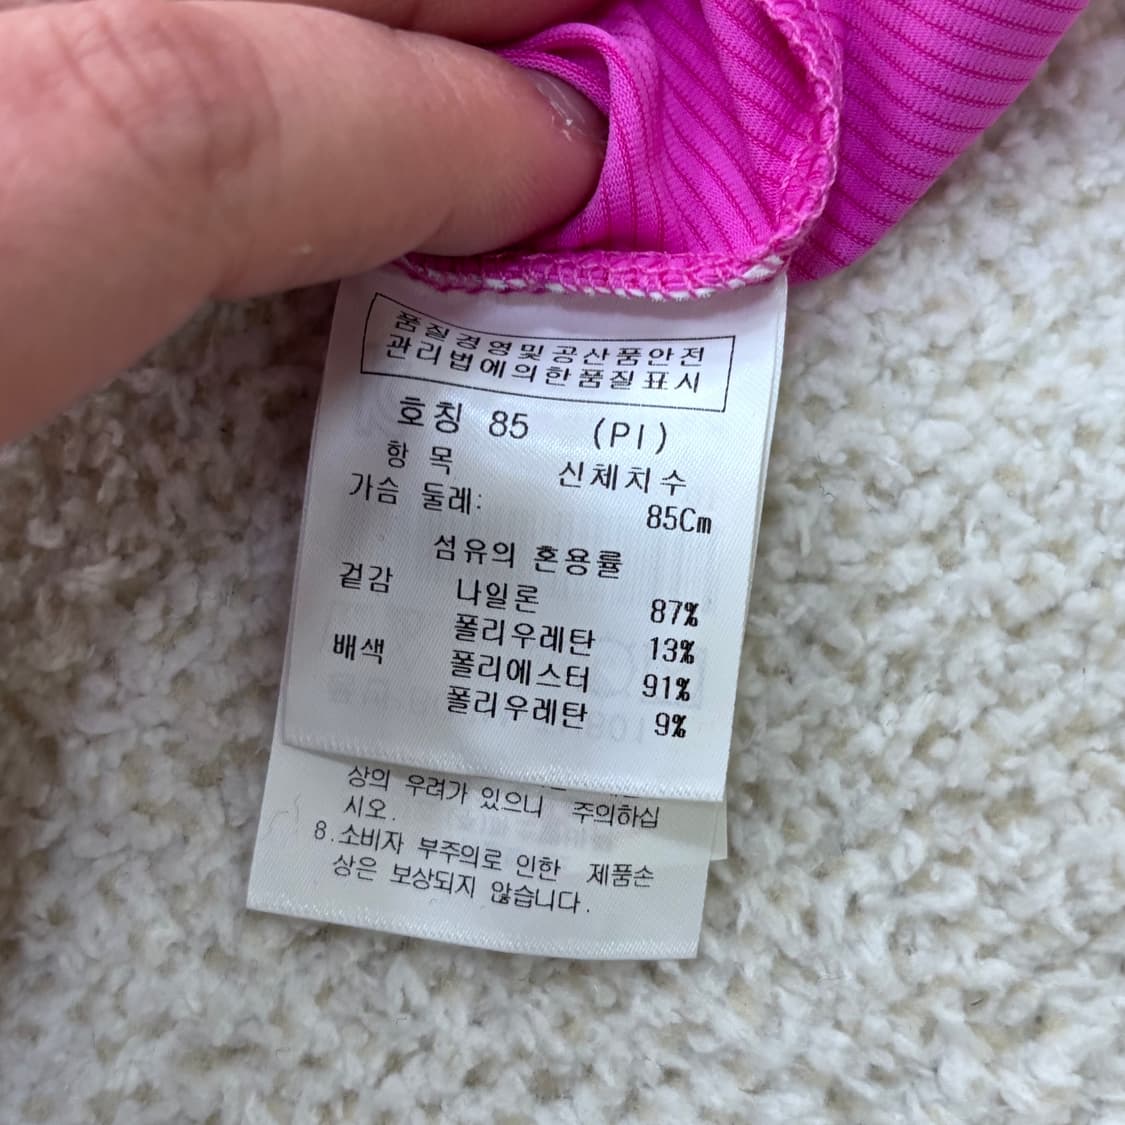 품질경영및공산품안전
관리법에의한품질표시
호칭 85 (PI)
항 목 신체치수
가슴 둘레: 85Cm
섬유의 혼용률
겉감 나일론 87%
폴리우레탄 13%
배색 폴리에스터 91%
폴리우레탄 9%
상의 우려가 있으니 주의하십
시오.
8.소비자 부주의로 인한 제품손
상은 보상되지 않습니다.